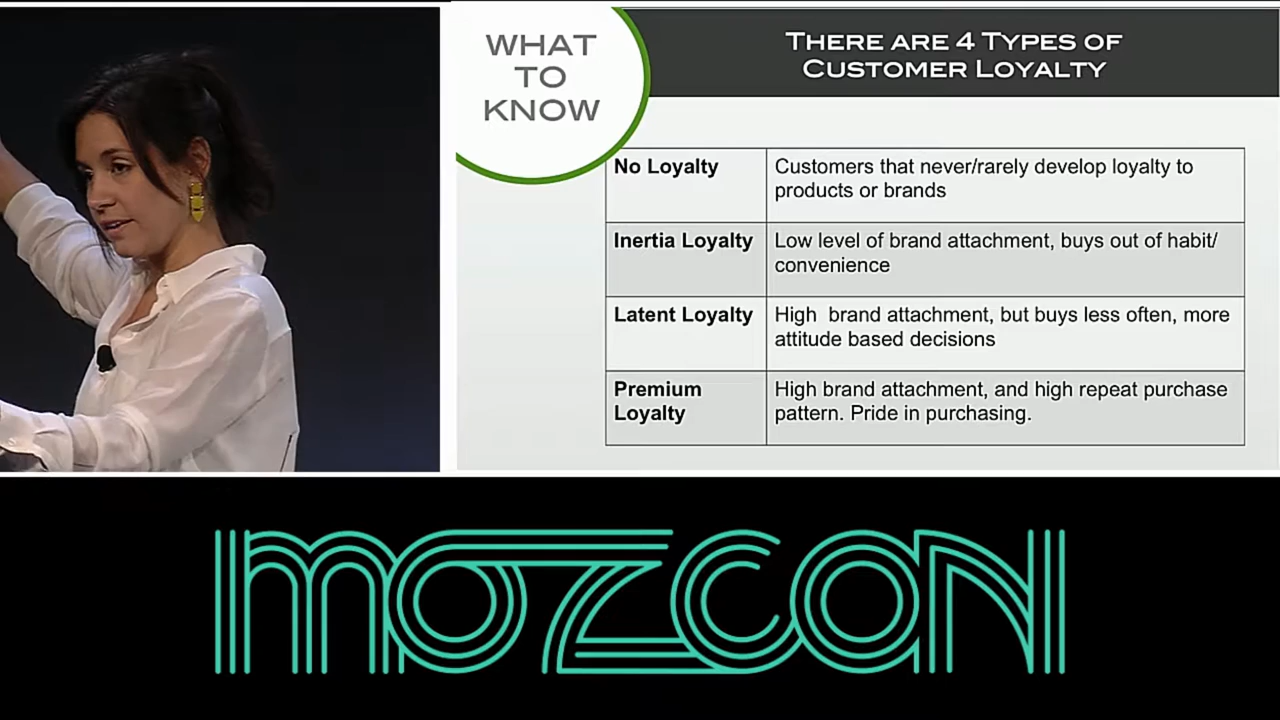 WHAT
TO
KNOW
THERE ARE 4 TYPES OF
CUSTOMER LOYALTY
No Loyalty
Customers that never/rarely develop loyalty to
products or brands
Inertia Loyalty
Low level of brand attachment, buys out of habit/
convenience
Latent Loyalty
High brand attachment, but buys less often, more
attitude based decisions
Premium
Loyalty
High brand attachment, and high repeat purchase
pattern. Pride in purchasing.
mozcon